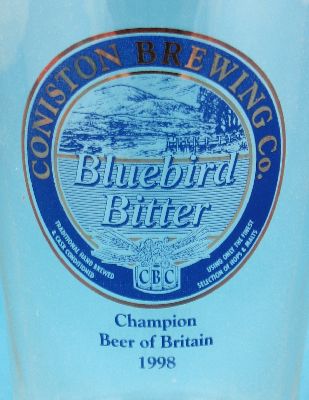 CONISTON BREWING Co.
Bluebird
Bitter
TRADITIONAL HAND BREWED
& CASK CONDITIONED
USING ONLY THE FINEST
SELECTION OF HOPS & MALTS
CBC
Champion
Beer of Britain
1998